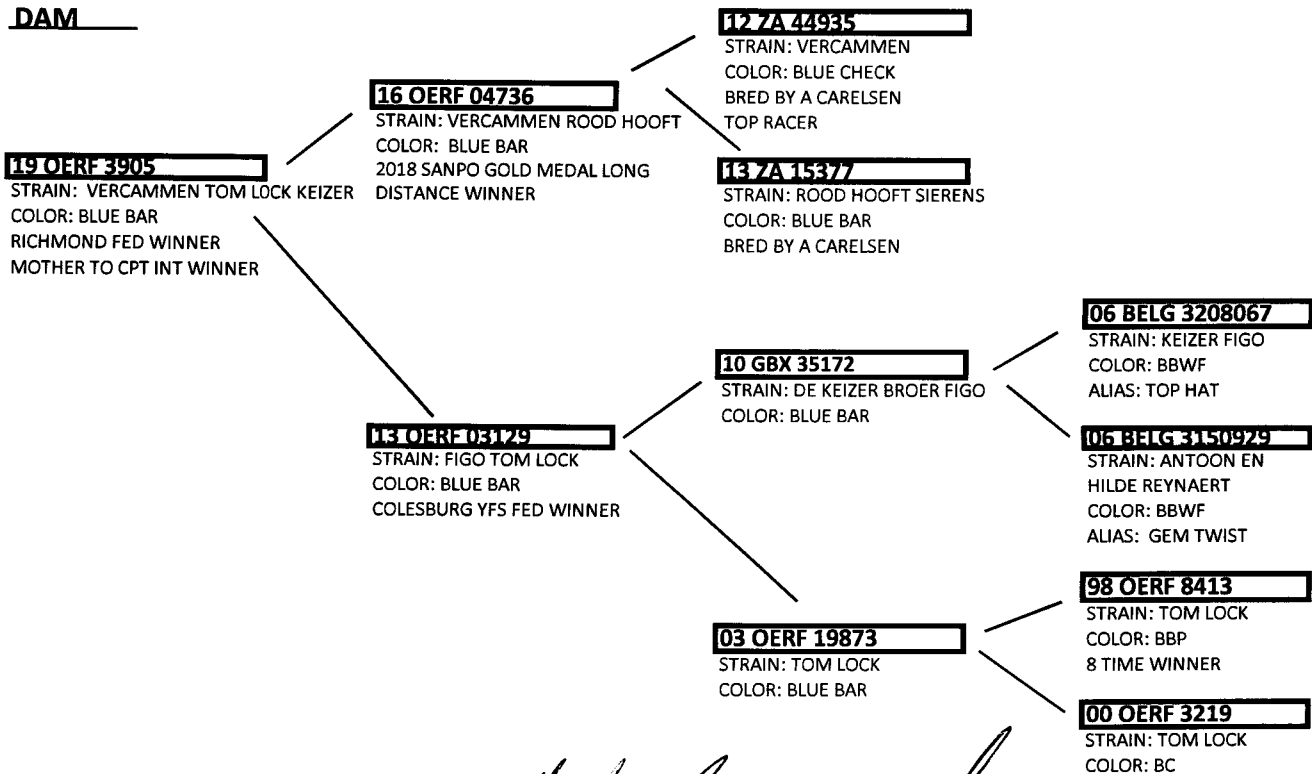 DAM
19 OERF 3905
STRAIN: VERCAMMEN TOM LOCK KEIZER
COLOR: BLUE BAR
RICHMOND FED WINNER
MOTHER TO CPT INT WINNER
16 OERF 04736
STRAIN: VERCAMMEN ROOD HOOFT
COLOR: BLUE BAR
2018 SANPO GOLD MEDAL LONG
DISTANCE WINNER
13 OERF 03129
STRAIN: FIGO TOM LOCK
COLOR: BLUE BAR
COLESBURG YFS FED WINNER
12 ZA 44935
STRAIN: VERCAMMEN
COLOR: BLUE CHECK
BRED BY A CARELSEN
TOP RACER
13 ZA 15377
STRAIN: ROOD HOOFT SIERENS
COLOR: BLUE BAR
BRED BY A CARELSEN
10 GBX 35172
STRAIN: DE KEIZER BROER FIGO
COLOR: BLUE BAR
03 OERF 19873
STRAIN: TOM LOCK
COLOR: BLUE BAR
06 BELG 3208067
STRAIN: KEIZER FIGO
COLOR: BBWF
ALIAS: TOP HAT
06 BELG 3150929
STRAIN: ANTOON EN
HILDE REYNAERT
COLOR: BBWF
ALIAS: GEM TWIST
98 OERF 8413
STRAIN: TOM LOCK
COLOR: BBP
8 TIME WINNER
00 OERF 3219
STRAIN: TOM LOCK
COLOR: BC